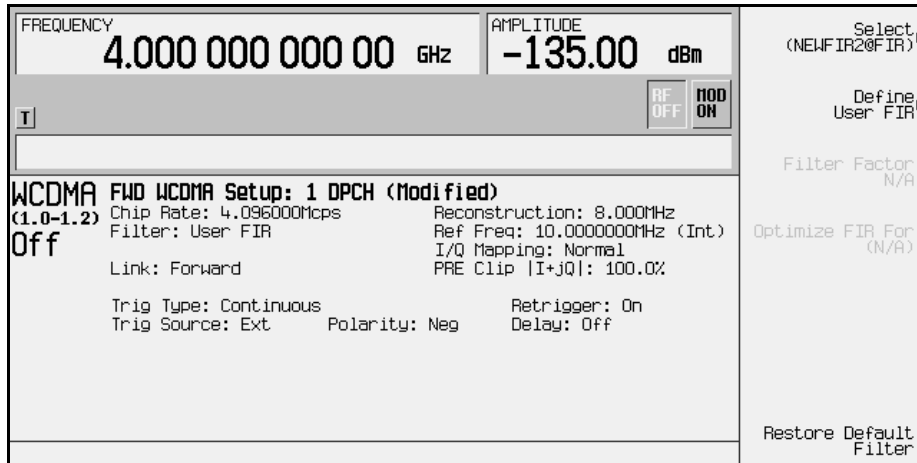 FREQUENCY
4.000 000 000 00 GHz
AMPLITUDE
-135.00 dBm
RF OFF
MOD ON
T
WCDMA
(1.0-1.2)
Off
FWD WCDMA Setup: 1 DPCH (Modified)
Chip Rate: 4.096000Mcps Reconstruction: 8.000MHz
Filter: User FIR Ref Freq: 10.0000000MHz (Int)
I/Q Mapping: Normal
Link: Forward PRE Clip |I+jQ|: 100.0%
Trig Type: Continuous Retrigger: On
Trig Source: Ext Polarity: Neg Delay: Off
Select
(NEWFIR2@FIR)
Define
User FIR
Filter Factor
N/A
Optimize FIR For
(N/A)
Restore Default
Filter